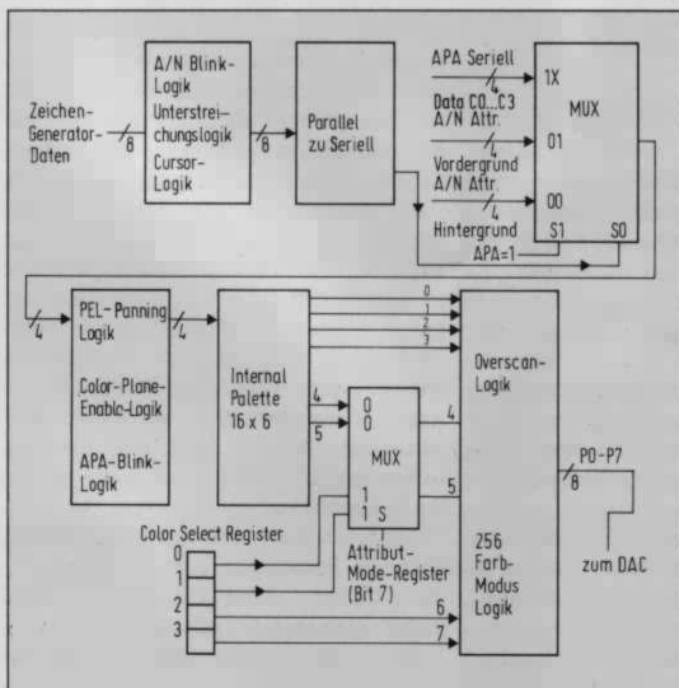 Zeichen-
Generator-
Daten
8
A/N Blink-
Logik
Unterstrei-
chungslogik
Cursor-
Logik
8
Parallel
zu Seriell
APA Seriell
4
Data C0...C3
A/N Attr.
4
Vordergrund
A/N Attr.
4
Hintergrund
APA=1
1X
MUX
01
00
S1 S0
4
PEL-Panning
Logik
Color-Plane-
Enable-Logik
APA-Blink-
Logik
4
Internal
Palette
16 x 6
0
1
2
3
4
5
0
0
MUX
1
1 S
Attribut-
Mode-Register
(Bit 7)
Color Select Register
0
1
2
3
4
5
6
7
Overscan-
Logik
256
Farb-
Modus
Logik
P0-P7
8
zum DAC